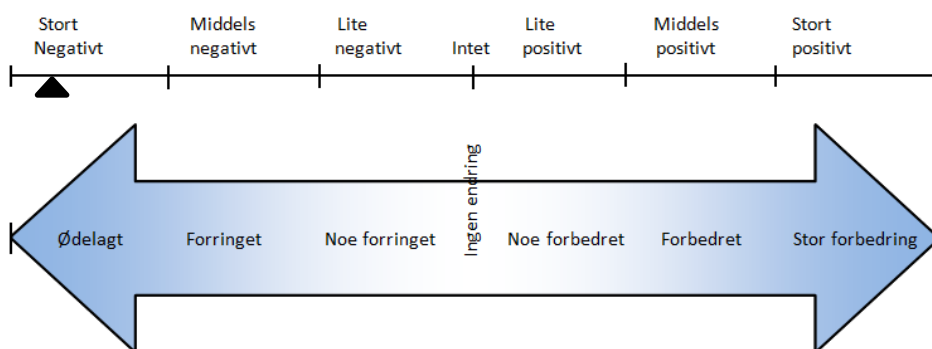 Stort
Negativt
Middels
negativt
Lite
negativt
Intet
Lite
positivt
Middels
positivt
Stort
positivt
Ødelagt
Forringet
Noe forringet
Ingen endring
Noe forbedret
Forbedret
Stor forbedring